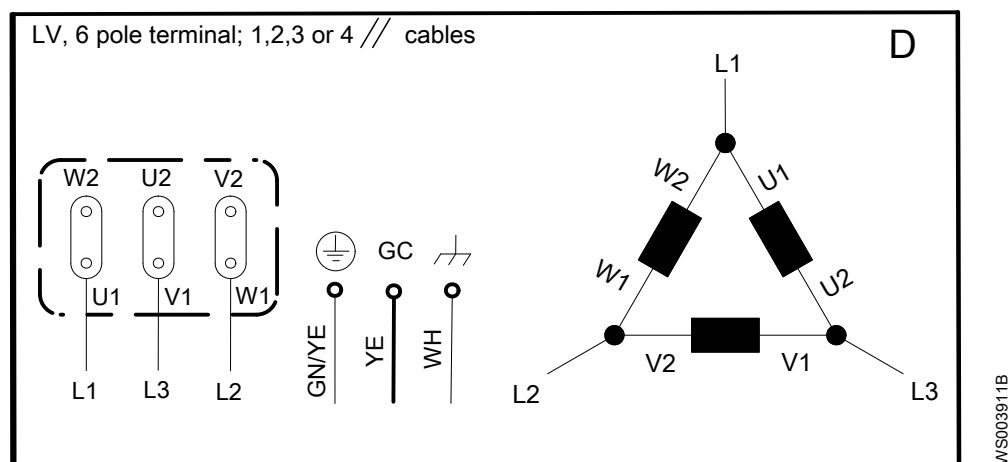 LV, 6 pole terminal; 1,2,3 or 4 // cables
D
W2 U2 V2
U1 V1 W1
L1 L3 L2
GC
GN/YE
YE
WH
L1
W2 U1
W1 U2
V2 V1
L2 L3
WS003911B